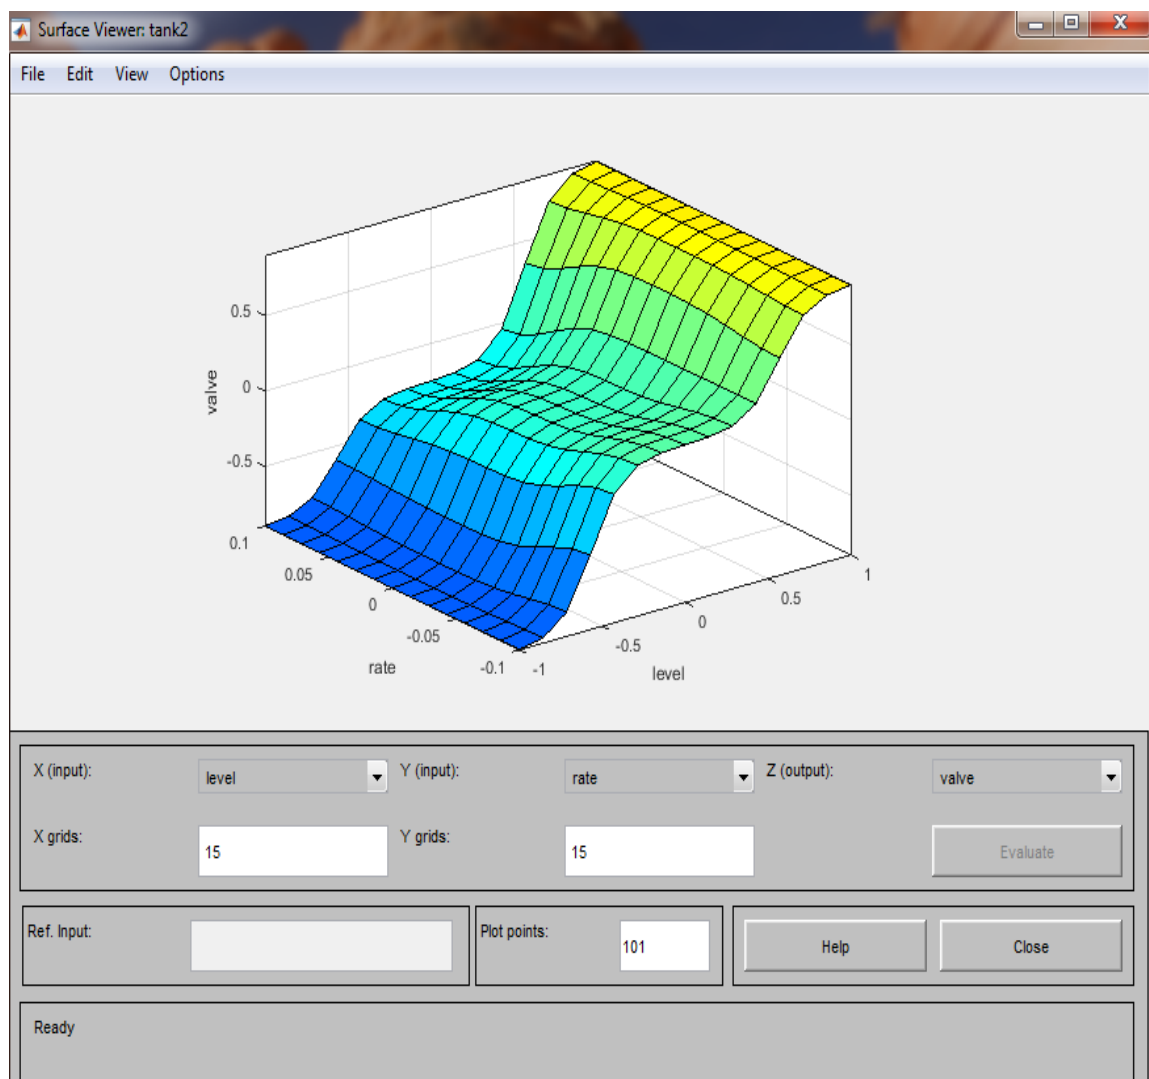 Surface Viewer: tank2
File Edit View Options
0.5
0
-0.5
valve
0.1
0.05
0
-0.05
-0.1
rate
-1
-0.5
0
0.5
1
level
X (input): level Y (input): rate Z (output): valve
X grids: 15 Y grids: 15 Evaluate
Ref. Input: Plot points: 101 Help Close
Ready